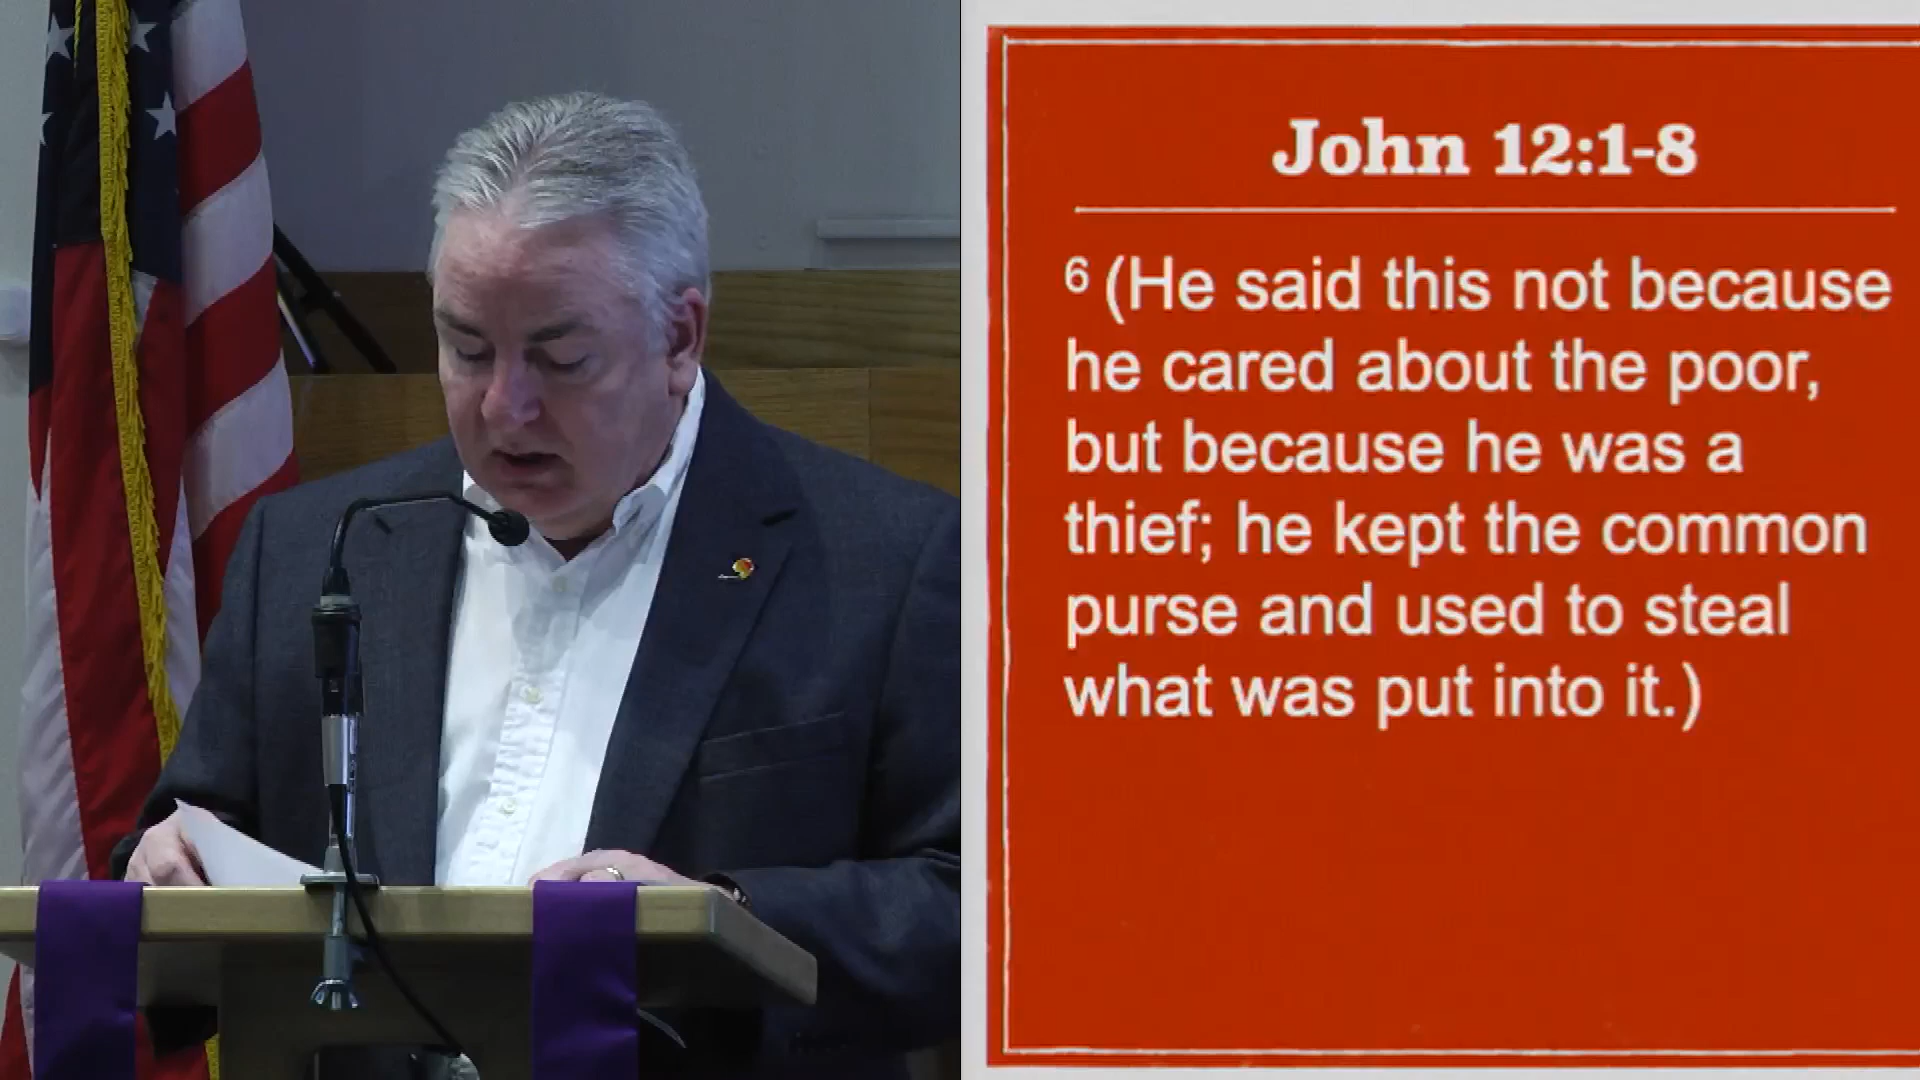 John 12:1-8
6 (He said this not because
he cared about the poor,
but because he was a
thief; he kept the common
purse and used to steal
what was put into it.)